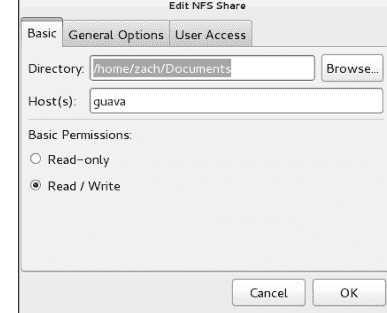 Edit NFS Share
Basic General Options User Access
Directory: /home/zach/Documents Browse...
Host(s): guava
Basic Permissions:
Read-only
Read / Write
Cancel OK